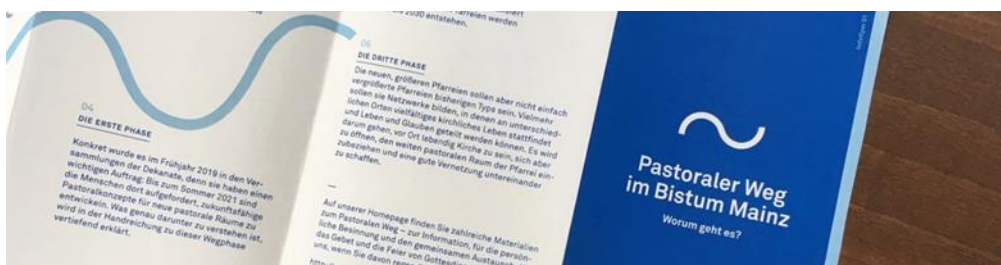 04
DIE ERSTE PHASE
Konkret wurde es im Frühjahr 2019 in den Ver-
sammlungen der Dekanate, denn sie haben einen
wichtigen Auftrag: Bis zum Sommer 2021 sind
die Menschen dort aufgefordert, zukunftsfähige
Pastoralkonzepte für neue pastorale Räume zu
entwickeln. Was genau darunter zu verstehen ist,
wird in der Handreichung zu dieser Wegphase
vertiefend erklärt.
Pfarreien werden
2030 entstehen.
06
DIE DRITTE PHASE
Die neuen, größeren Pfarreien sollen aber nicht einfach
vergrößerte Pfarreien bisherigen Typs sein. Vielmehr
sollen sie Netzwerke bilden, in denen an unterschied-
lichen Orten vielfältiges kirchliches Leben stattfindet
und Leben und Glauben geteilt werden können. Es wird
darum gehen, vor Ort lebendig Kirche zu sein, sich aber
zu öffnen, den weiten pastoralen Raum der Pfarrei ein-
zubeziehen und eine gute Vernetzung untereinander
zu schaffen.
—
Auf unserer Homepage finden Sie zahlreiche Materialien
zum Pastoralen Weg – zur Information, für die persön-
liche Besinnung und den gemeinsamen Austausch
das Gebet und die Feier von
uns, wenn Sie davon
Pastoraler Weg
im Bistum Mainz
Worum geht es?